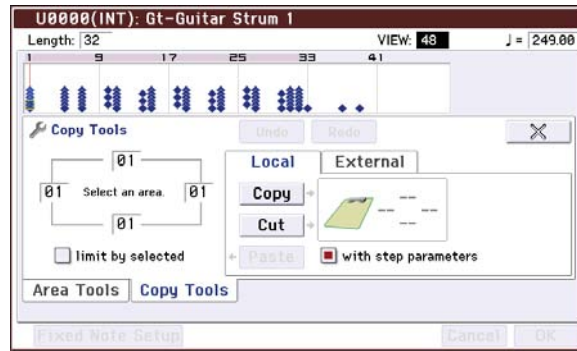 U0000(INT): Gt-Guitar Strum 1
Length: 32 VIEW: 48 ♩= 249.00
1 9 17 25 33 41
Copy Tools Undo Redo
01 Local External
01 Select an area. 01 Copy
01 Cut
limit by selected Paste with step parameters
Area Tools Copy Tools
Fixed Note Setup Cancel OK